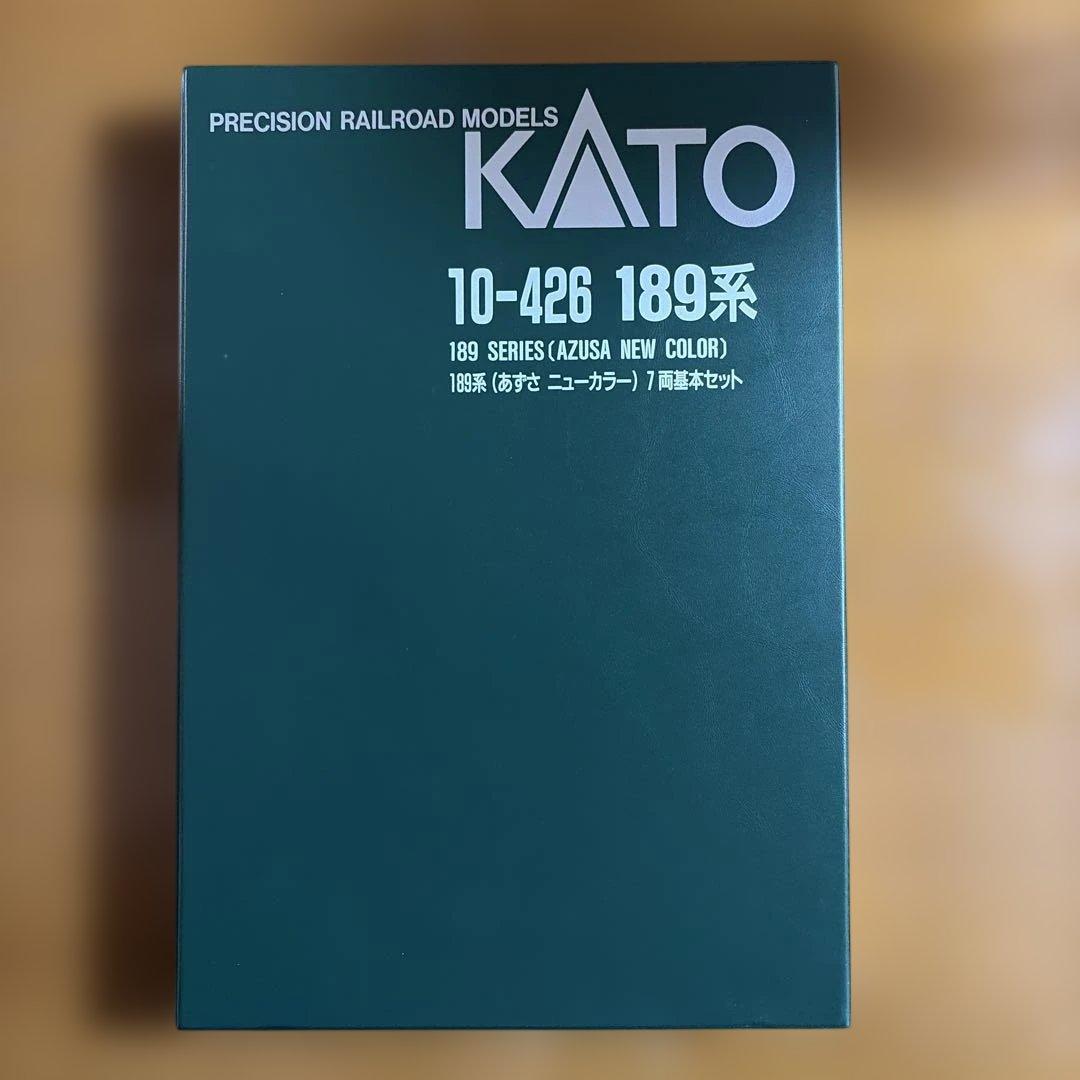 PRECISION RAILROAD MODELS
KATO
10-426 189系
189 SERIES(AZUSA NEW COLOR)
189系(あずさ ニューカラー) 7両基本セット